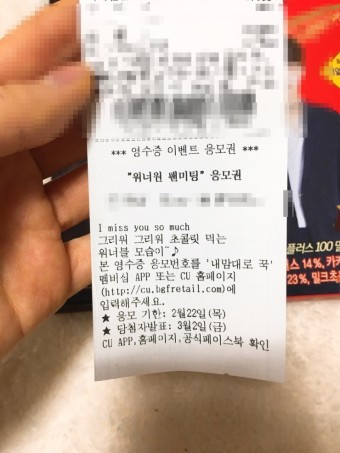 *** 영수증 이벤트 응모권 ***
"워너원 팬미팅" 응모권
I miss you so much
그리워 그리워 초콜릿 먹는
워너블 모습이~♪
본 영수증 응모번호를 '내맘대로 꾹'
멤버십 APP 또는 CU 홈페이지
(http://cu.bgfretail.com)에
입력해주세요.
★ 응모 기한: 2월22일(목)
★ 당첨자발표: 3월2일(금)
CU APP,홈페이지,공식페이스북 확인
플러스 100 밀
스 14%, 카카
23%, 밀크초